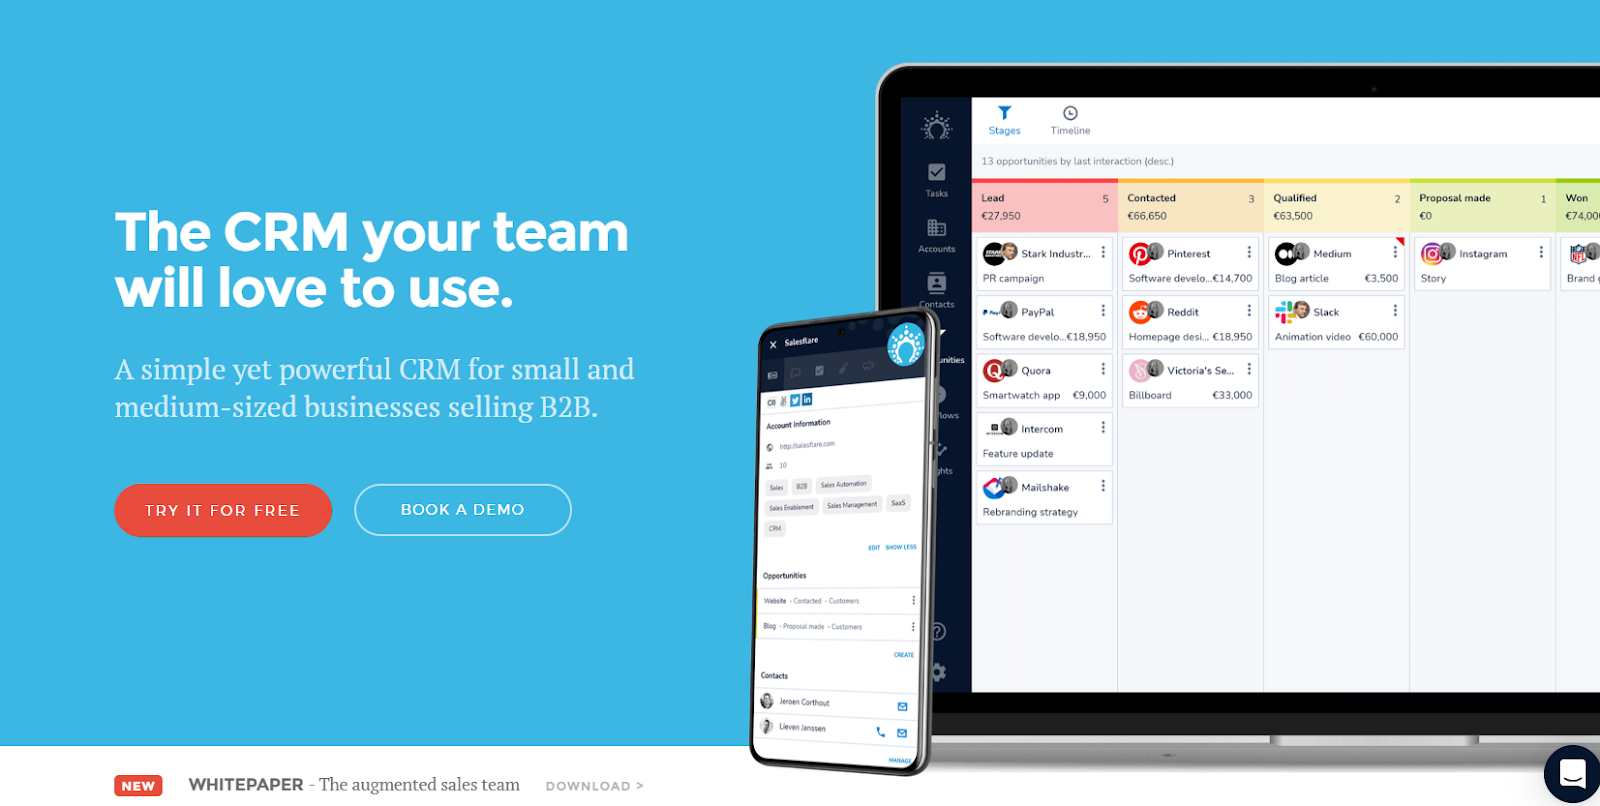 The CRM your team
will love to use.
A simple yet powerful CRM for small and
medium-sized businesses selling B2B.
TRY IT FOR FREE
BOOK A DEMO
NEW
WHITEPAPER - The augmented sales team
DOWNLOAD >
Salesflare
CB
Account Information
http://salesflare.com
10
Sales
B2B
Sales Automation
Sales Enablement
Sales Management
SaaS
CRM
EDIT
SHOW LESS
Opportunities
Website - Contacted - Customers
Blog - Proposal made - Customers
CREATE
Contacts
Jeroen Corthout
Lieven Janssen
MANAGE
Tasks
Accounts
Contacts
Stages
Timeline
13 opportunities by last interaction (desc.)
Lead 5
€27,950
Stark Industr...
PR campaign
PayPal
Software develo...€18,950
Quora
Smartwatch app €9,000
Intercom
Feature update
Mailshake
Rebranding strategy
Contacted 3
€66,650
Pinterest
Software develo...€14,700
Reddit
Homepage desi... €18,950
Victoria's Se...
Billboard €33,000
Qualified 2
€63,500
Medium
Blog article €3,500
Slack
Animation video €60,000
Proposal made 1
€0
Instagram
Story
Won
€74,00
NFL
Brand